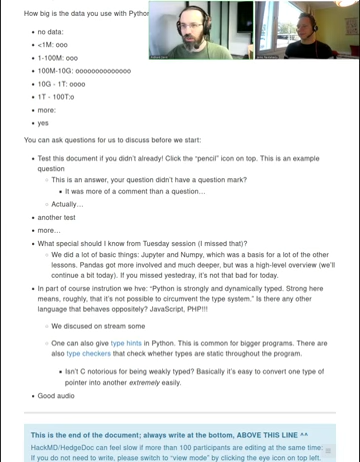 How big is the data you use with Python
no data:
<1M: ooo
1-100M: ooo
100M-10G: oooooooooooooo
10G - 1T: oooo
1T - 100T:o
more:
yes
You can ask questions for us to discuss before we start:
Test this document if you didn't already! Click the "pencil" icon on top. This is an example
question
This is an answer, your question didn't have a question mark?
It was more of a comment than a question…
Actually…
another test
more…
What special should I know from Tuesday session (I missed that)?
We did a lot of basic things: Jupyter and Numpy, which was a basis for a lot of the other
lessons. Pandas got more involved and much deeper, but was a high-level overview (we'll
continue a bit today). If you missed yestedray, it's not that bad for today.
In part of course instrution we hve: "Python is strongly and dynamically typed. Strong here
means, roughly, that it's not possible to circumvent the type system." Is there any other
language that behaves oppositely? JavaScript, PHP!!!
We discussed on stream some
One can also give type hints in Python. This is common for bigger programs. There are
also type checkers that check whether types are static throughout the program.
Isn't C notorious for being weakly typed? Basically it's easy to convert one type of
pointer into another extremely easily.
Good audio
This is the end of the document; always write at the bottom, ABOVE THIS LINE ^^
HackMD/HedgeDoc can feel slow if more than 100 participants are editing at the same time
If you do not need to write, please switch to "view mode" by clicking the eye icon on top left.